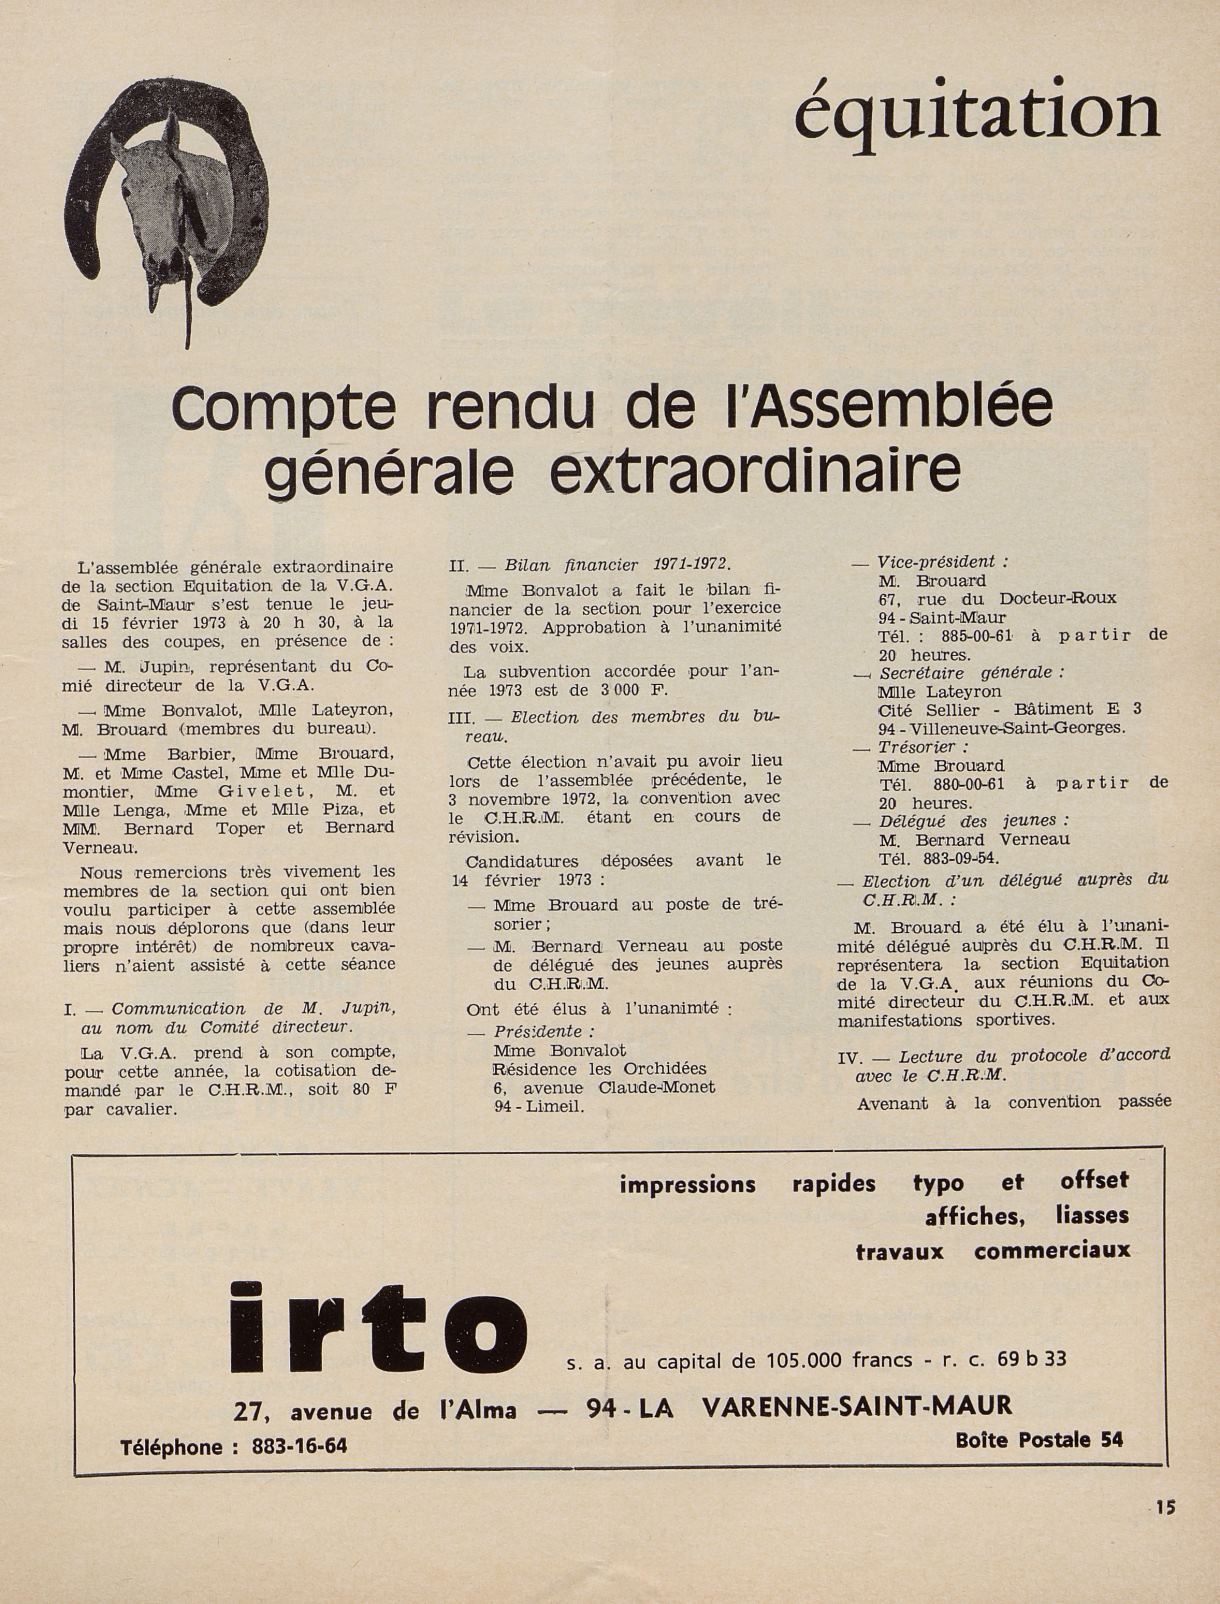 équitation
Compte rendu de l'Assemblée
générale extraordinaire
L'assemblée générale extraordinaire
de la section Equitation de la V.G.A.
de Saint-Maur s'est tenue le jeu-
di 15 février 1973 à 20 h 30, à la
salles des coupes, en présence de :
— M. Jupin, représentant du Co-
mié directeur de la V.G.A.
— Mme Bonvalot, Mlle Lateyron,
M. Brouard (membres du bureau).
— Mme Barbier, Mme Brouard,
M. et Mme Castel, Mme et Mlle Du-
montier, Mme Givelet, M. et
Mlle Lenga, Mme et Mlle Piza, et
MM. Bernard Toper et Bernard
Verneau.
Nous remercions très vivement les
membres de la section qui ont bien
voulu participer à cette assemblée
mais nous déplorons que (dans leur
propre intérêt) de nombreux cava-
liers n'aient assisté à cette séance
I. — Communication de M. Jupin,
au nom du Comité directeur.
La V.G.A. prend à son compte,
pour cette année, la cotisation de-
mandé par le C.H.R.M., soit 80 F
par cavalier.
II. — Bilan financier 1971-1972.
Mme Bonvalot a fait le bilan fi-
nancier de la section pour l'exercice
1971-1972. Approbation à l'unanimité
des voix.
La subvention accordée pour l'an-
née 1973 est de 3 000 F.
III. — Election des membres du bu-
reau.
Cette élection n'avait pu avoir lieu
lors de l'assemblée précédente, le
3 novembre 1972, la convention avec
le C.H.R.M. étant en cours de
révision.
Candidatures déposées avant le
14 février 1973 :
— Mme Brouard au poste de tré-
sorier ;
— M. Bernard Verneau au poste
de délégué des jeunes auprès
du C.H.R.M.
Ont été élus à l'unanimté :
— Présidente :
Mme Bonvalot
Résidence les Orchidées
6, avenue Claude-Monet
94 - Limeil.
— Vice-président :
M. Brouard
67, rue du Docteur-Roux
94 - Saint-Maur
Tél. : 885-00-61 à partir de
20 heures.
— Secrétaire générale :
Mlle Lateyron
Cité Sellier - Bâtiment E 3
94 - Villeneuve-Saint-Georges.
— Trésorier :
Mme Brouard
Tél. 880-00-61 à partir de
20 heures.
— Délégué des jeunes :
M. Bernard Verneau
Tél. 883-09-54.
— Election d'un délégué auprès du
C.H.R.M. :
M. Brouard a été élu à l'unani-
mité délégué auprès du C.H.R.M. Il
représentera la section Equitation
de la V.G.A. aux réunions du Co-
mité directeur du C.H.R.M. et aux
manifestations sportives.
IV. — Lecture du protocole d'accord
avec le C.H.R.M.
Avenant à la convention passée
impressions rapides typo et offset
affiches, liasses
travaux commerciaux
irto
s. a. au capital de 105.000 francs - r. c. 69 b 33
27, avenue de l'Alma — 94 - LA VARENNE-SAINT-MAUR
Téléphone : 883-16-64
Boîte Postale 54
15